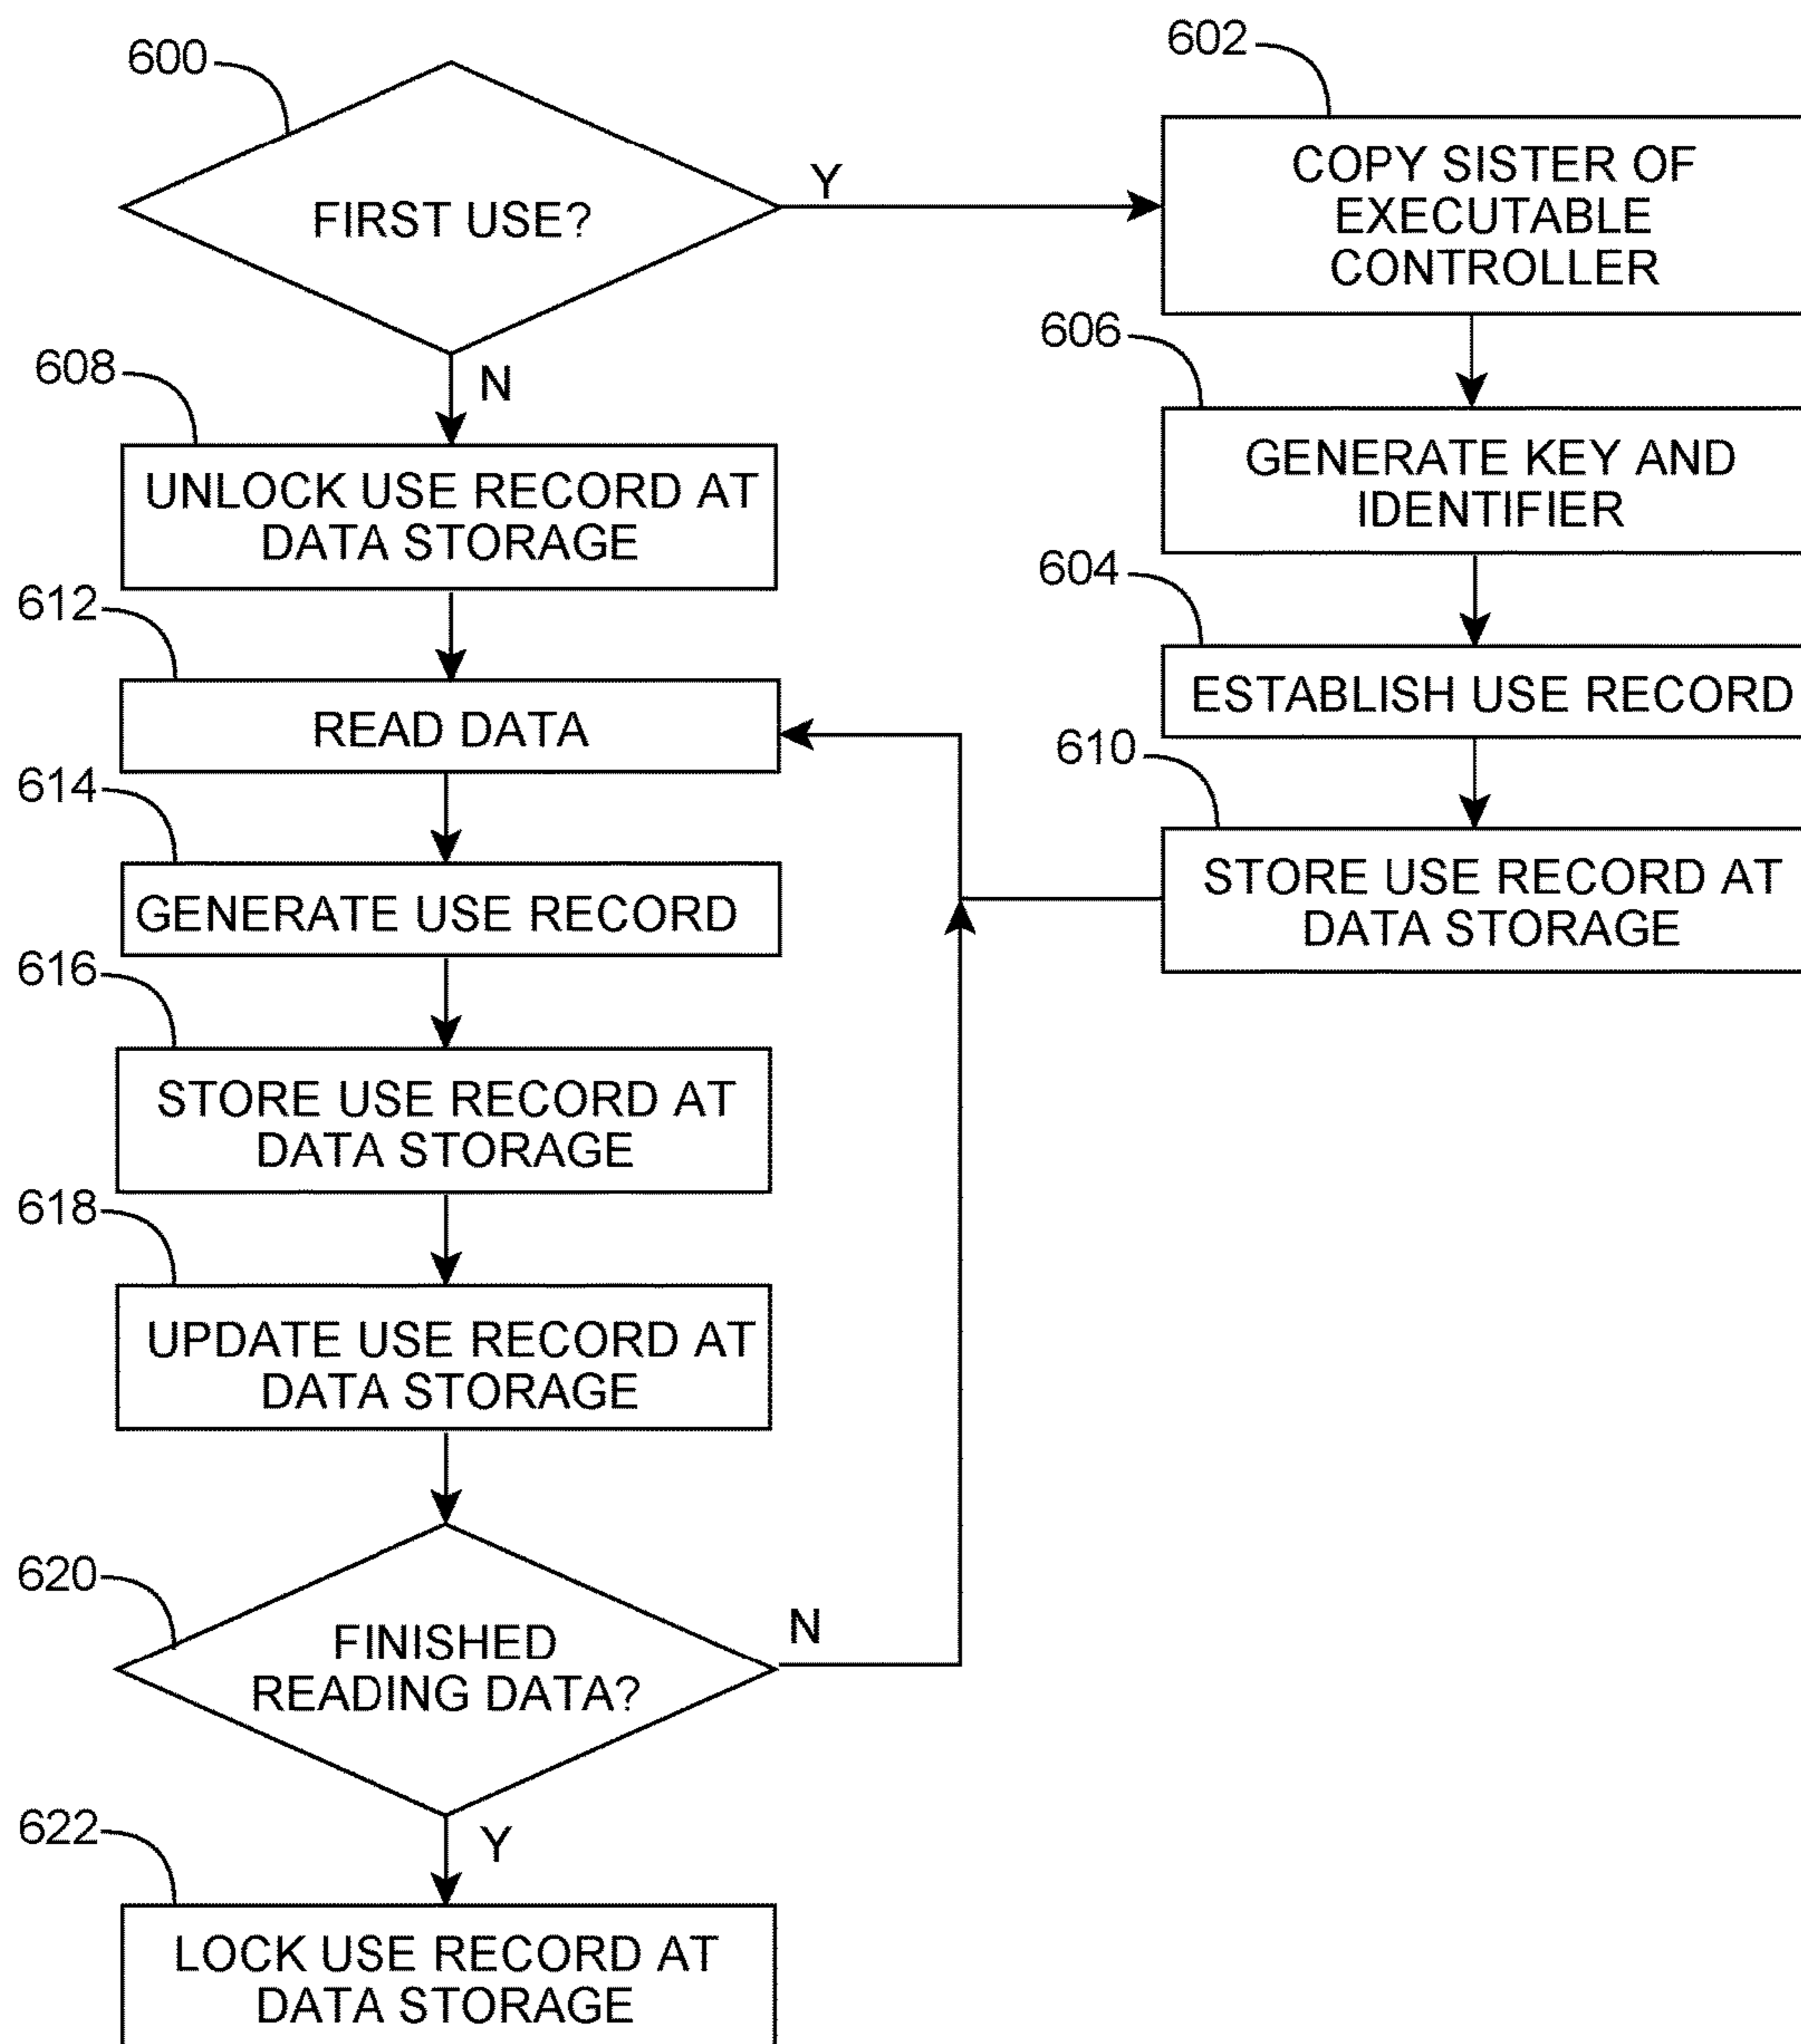 600
FIRST USE?
Y
N
602
COPY SISTER OF
EXECUTABLE
CONTROLLER
606
GENERATE KEY AND
IDENTIFIER
604
ESTABLISH USE RECORD
610
STORE USE RECORD AT
DATA STORAGE
608
UNLOCK USE RECORD AT
DATA STORAGE
612
READ DATA
614
GENERATE USE RECORD
616
STORE USE RECORD AT
DATA STORAGE
618
UPDATE USE RECORD AT
DATA STORAGE
620
FINISHED
READING DATA?
N
Y
622
LOCK USE RECORD AT
DATA STORAGE